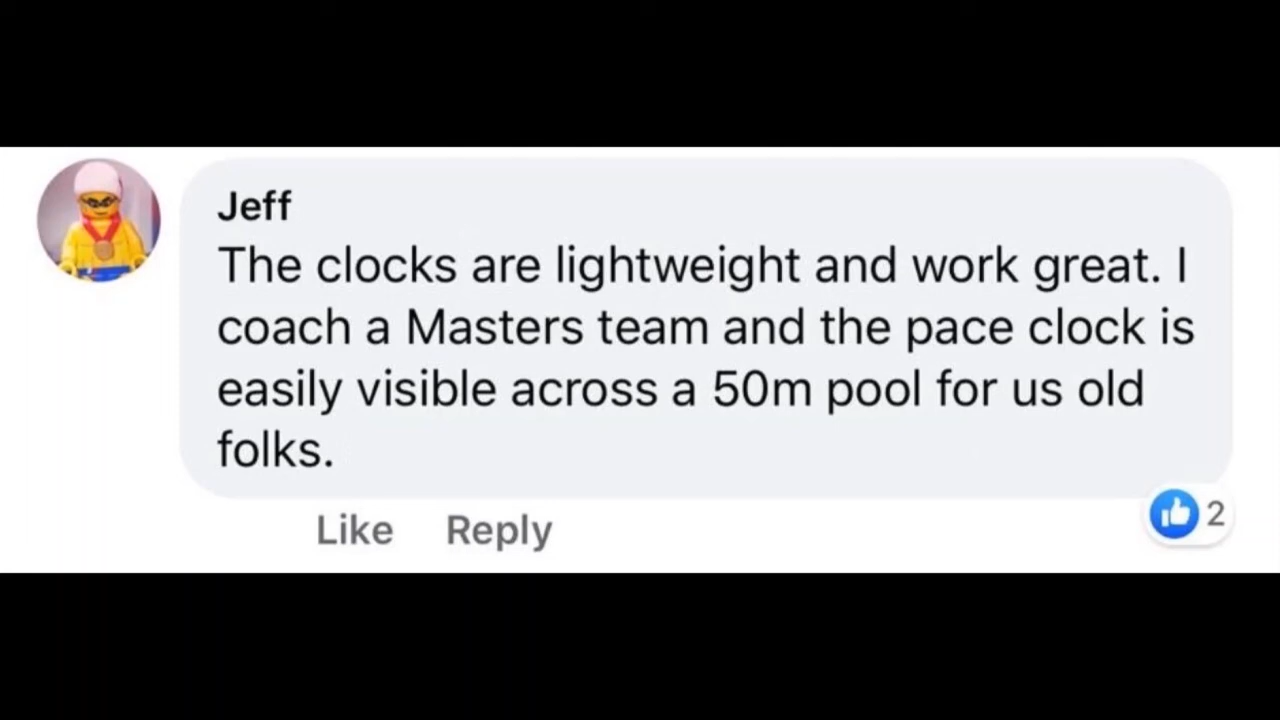 Jeff
The clocks are lightweight and work great. I
coach a Masters team and the pace clock is
easily visible across a 50m pool for us old
folks.
Like Reply
2